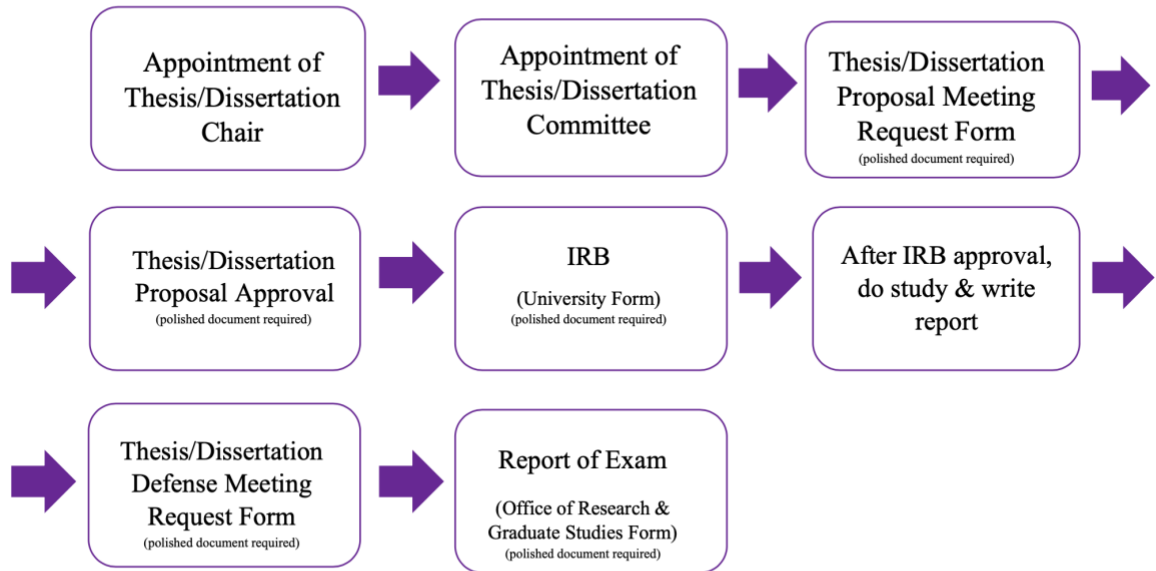 Appointment of
Thesis/Dissertation
Chair
Appointment of
Thesis/Dissertation
Committee
Thesis/Dissertation
Proposal Meeting
Request Form
(polished document required)
Thesis/Dissertation
Proposal Approval
(polished document required)
IRB
(University Form)
(polished document required)
After IRB approval,
do study & write
report
Thesis/Dissertation
Defense Meeting
Request Form
(polished document required)
Report of Exam
(Office of Research &
Graduate Studies Form)
(polished document required)